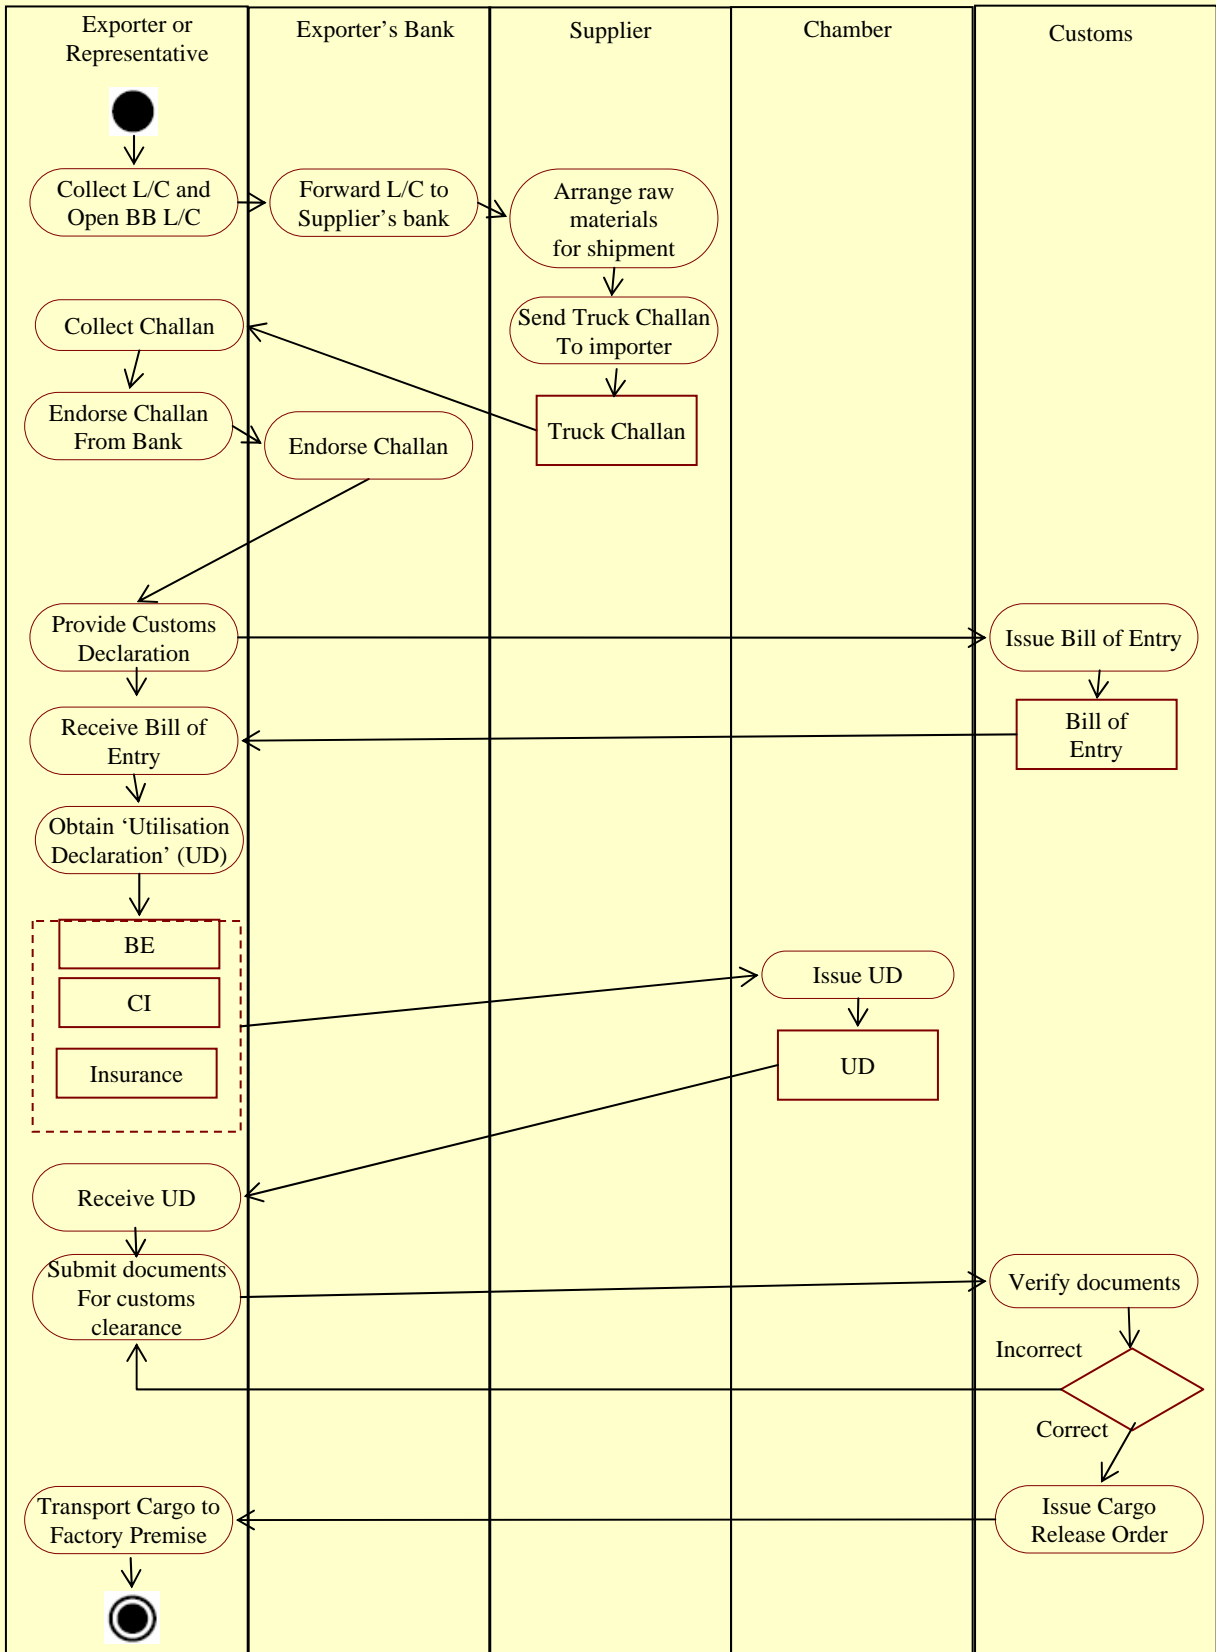 Exporter or
Representative
Exporter’s Bank
Supplier
Chamber
Customs
Collect L/C and
Open BB L/C
Forward L/C to
Supplier’s bank
Arrange raw
materials
for shipment
Collect Challan
Send Truck Challan
To importer
Endorse Challan
From Bank
Endorse Challan
Truck Challan
Provide Customs
Declaration
Issue Bill of Entry
Receive Bill of
Entry
Bill of
Entry
Obtain ‘Utilisation
Declaration’ (UD)
BE
CI
Insurance
Issue UD
UD
Receive UD
Submit documents
For customs
clearance
Verify documents
Incorrect
Correct
Transport Cargo to
Factory Premise
Issue Cargo
Release Order